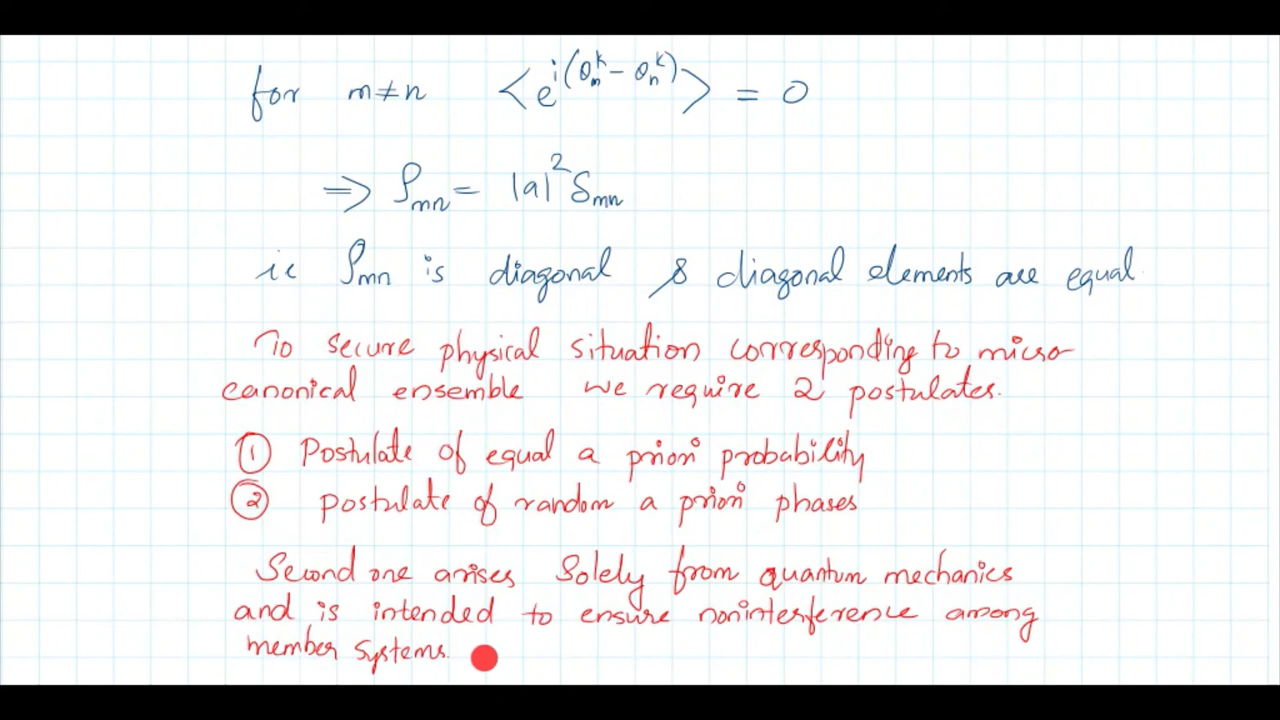 for m≠n ⟨e^{i(θ_m^k - θ_n^k)}⟩ = 0
⇒ ρ_mn = |a|² δ_mn
ie ρ_mn is diagonal & diagonal elements are equal
To secure physical situation corresponding to micro
canonical ensemble we require 2 postulates.
① Postulate of equal a priori probability
② postulate of random a priori phases
Second one arises solely from quantum mechanics
and is intended to ensure noninterference among
member systems.